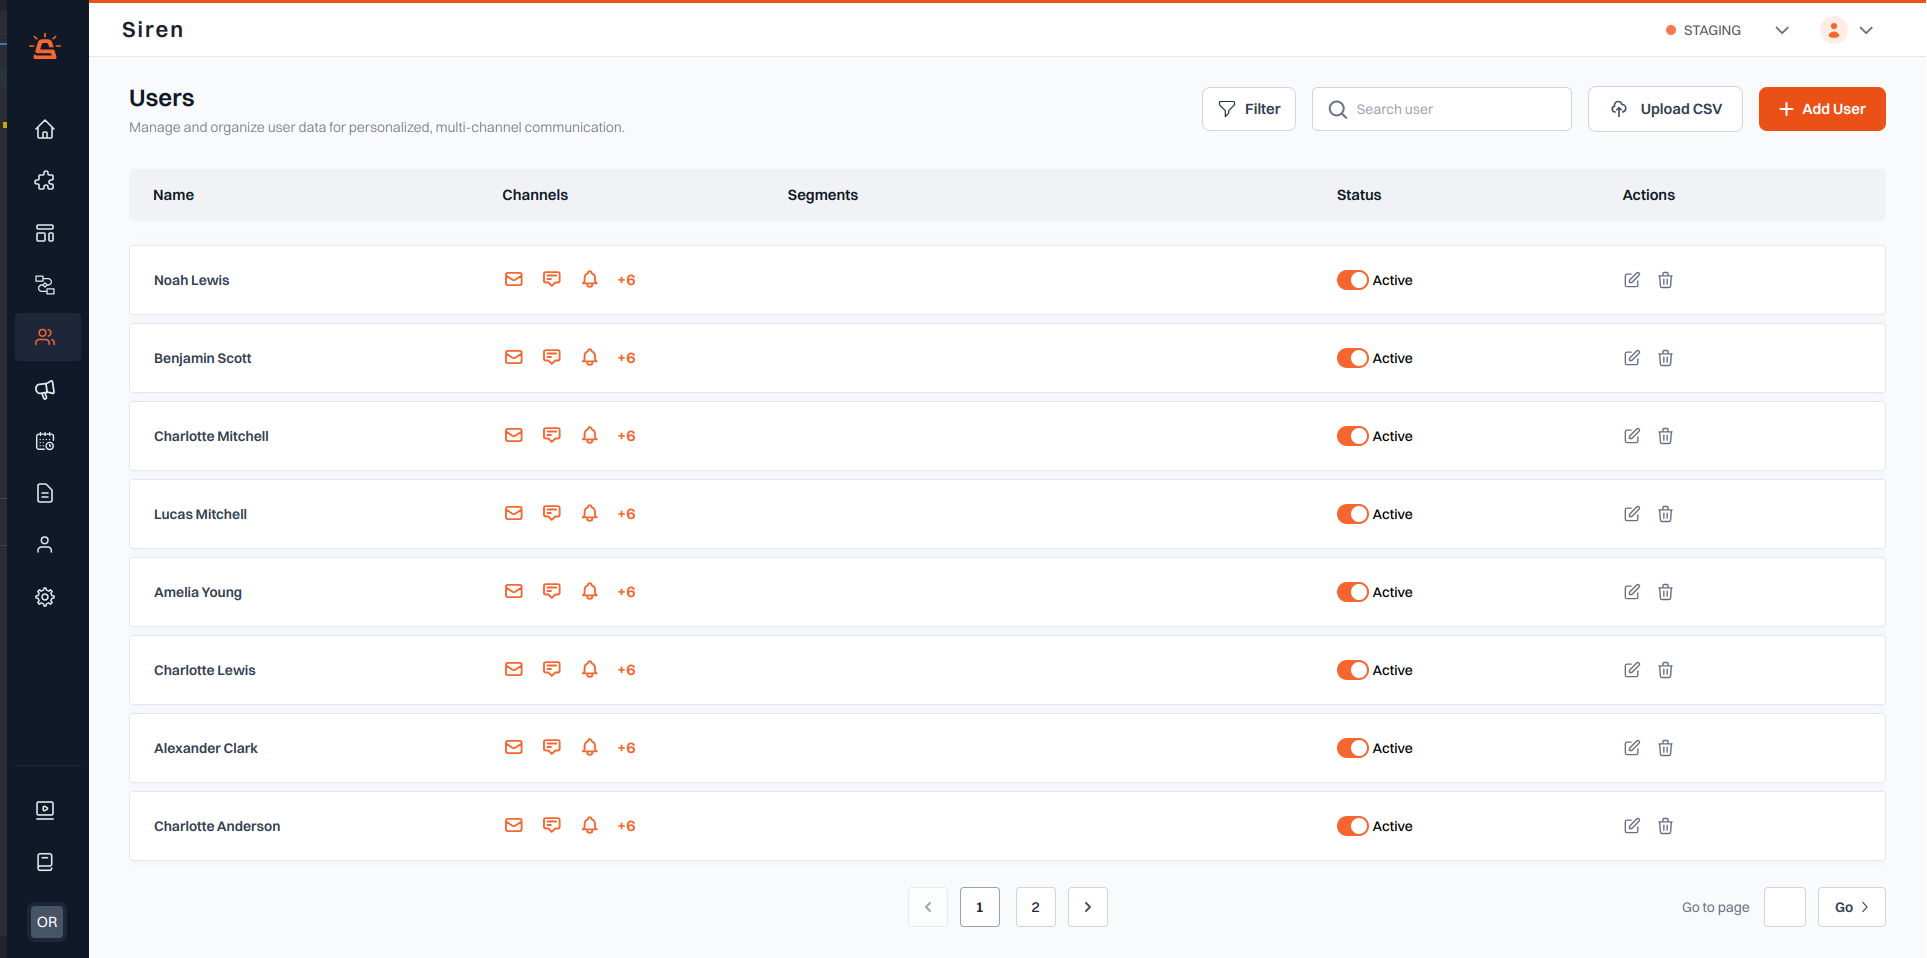 Siren
STAGING
Users
Manage and organize user data for personalized, multi-channel communication.
Filter
Search user
Upload CSV
Add User
Name Channels Segments Status Actions
Noah Lewis +6 Active
Benjamin Scott +6 Active
Charlotte Mitchell +6 Active
Lucas Mitchell +6 Active
Amelia Young +6 Active
Charlotte Lewis +6 Active
Alexander Clark +6 Active
Charlotte Anderson +6 Active
1 2
Go to page
Go
OR